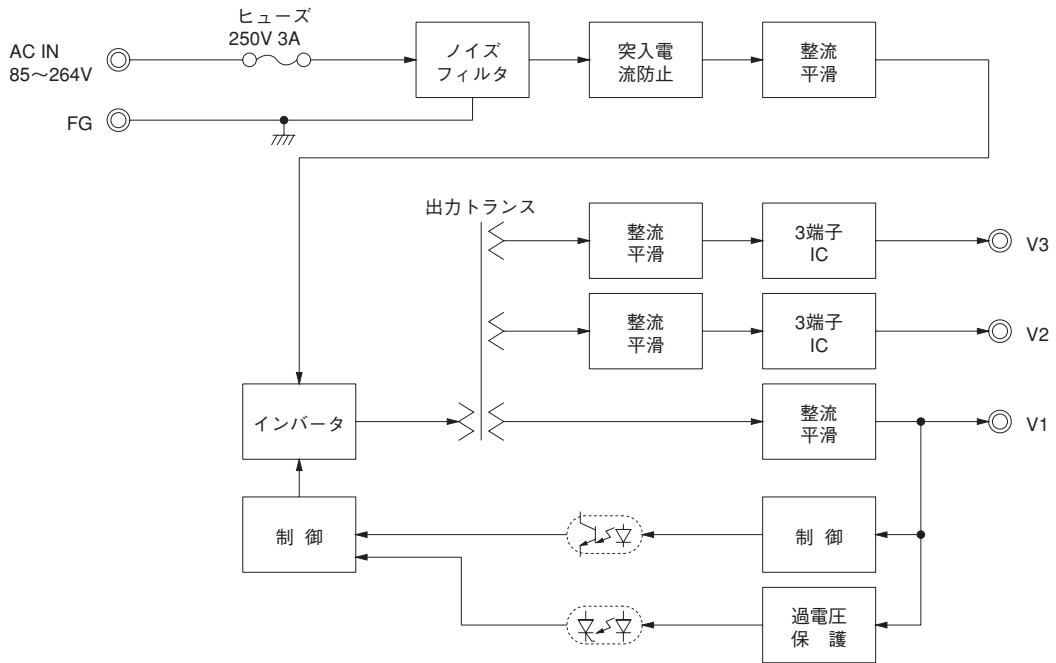 ヒューズ
250V 3A
AC IN
85～264V
ノイズ
フィルタ
突入電
流防止
整流
平滑
FG
出力トランス
整流
平滑
3端子
IC
V3
整流
平滑
3端子
IC
V2
インバータ
整流
平滑
V1
制 御
制 御
過電圧
保 護